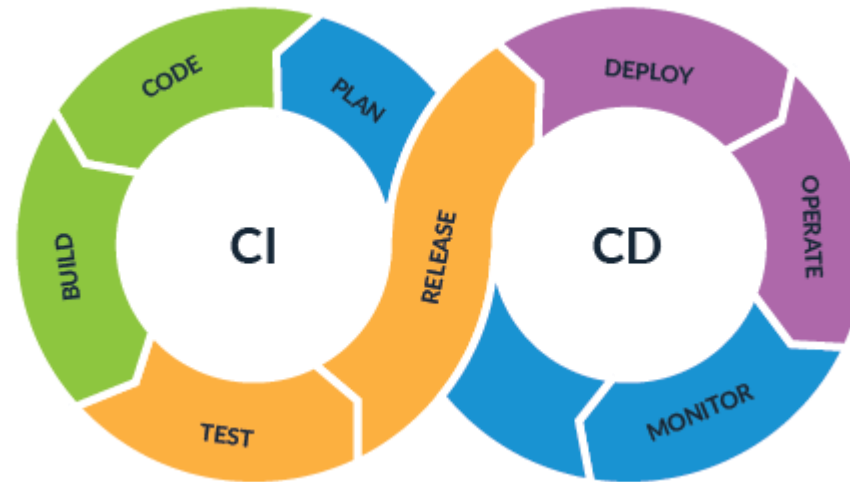 CODE
PLAN
BUILD
CI
TEST
RELEASE
DEPLOY
OPERATE
CD
MONITOR